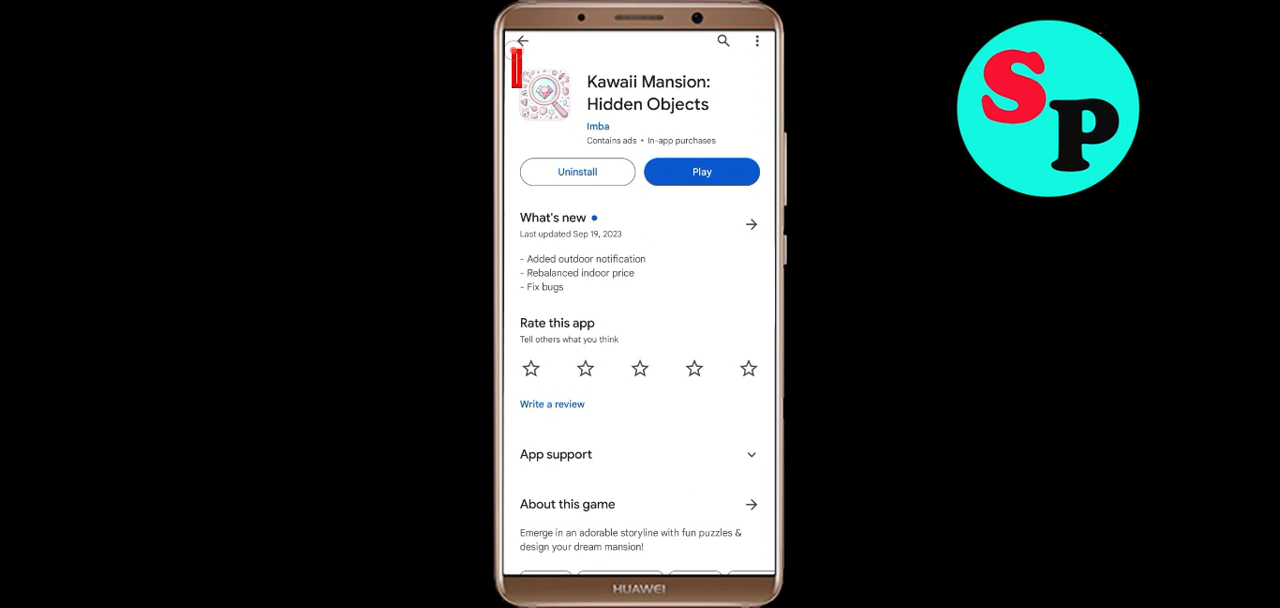 Kawaii Mansion:
Hidden Objects
Imba
Contains ads • In-app purchases
Uninstall
Play
What's new •
Last updated Sep 19, 2023
- Added outdoor notification
- Rebalanced indoor price
- Fix bugs
Rate this app
Tell others what you think
Write a review
App support
About this game
Emerge in an adorable storyline with fun puzzles &
design your dream mansion!
HUAWEI
SP